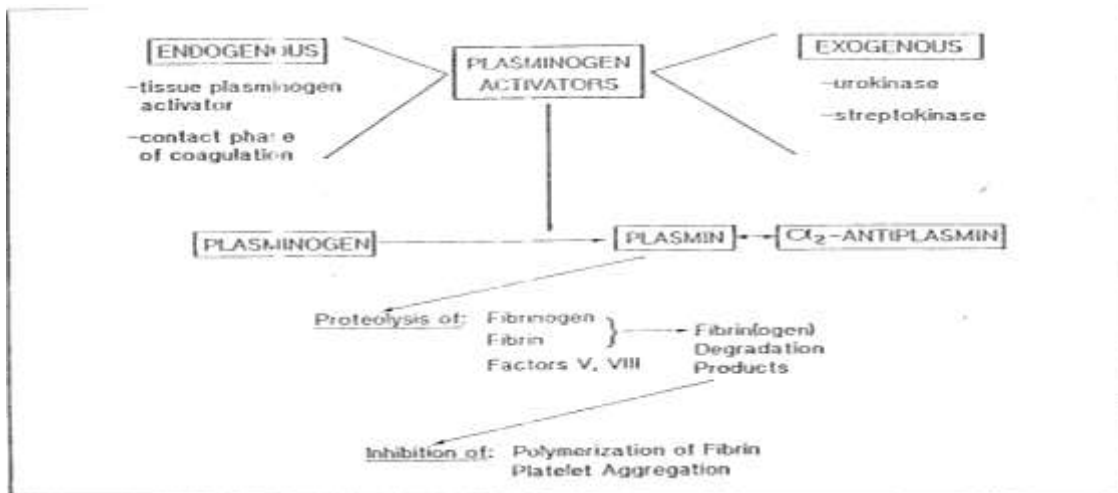 ENDOGENOUS
-tissue plasminogen
activator
-contact phase
of coagulation
PLASMINOGEN
ACTIVATORS
EXOGENOUS
-urokinase
-streptokinase
PLASMINOGEN
PLASMIN
α₂-ANTIPLASMIN
Proteolysis of: Fibrinogen
Fibrin
Factors V, VIII
Fibrin(ogen)
Degradation
Products
Inhibition of: Polymerization of Fibrin
Platelet Aggregation